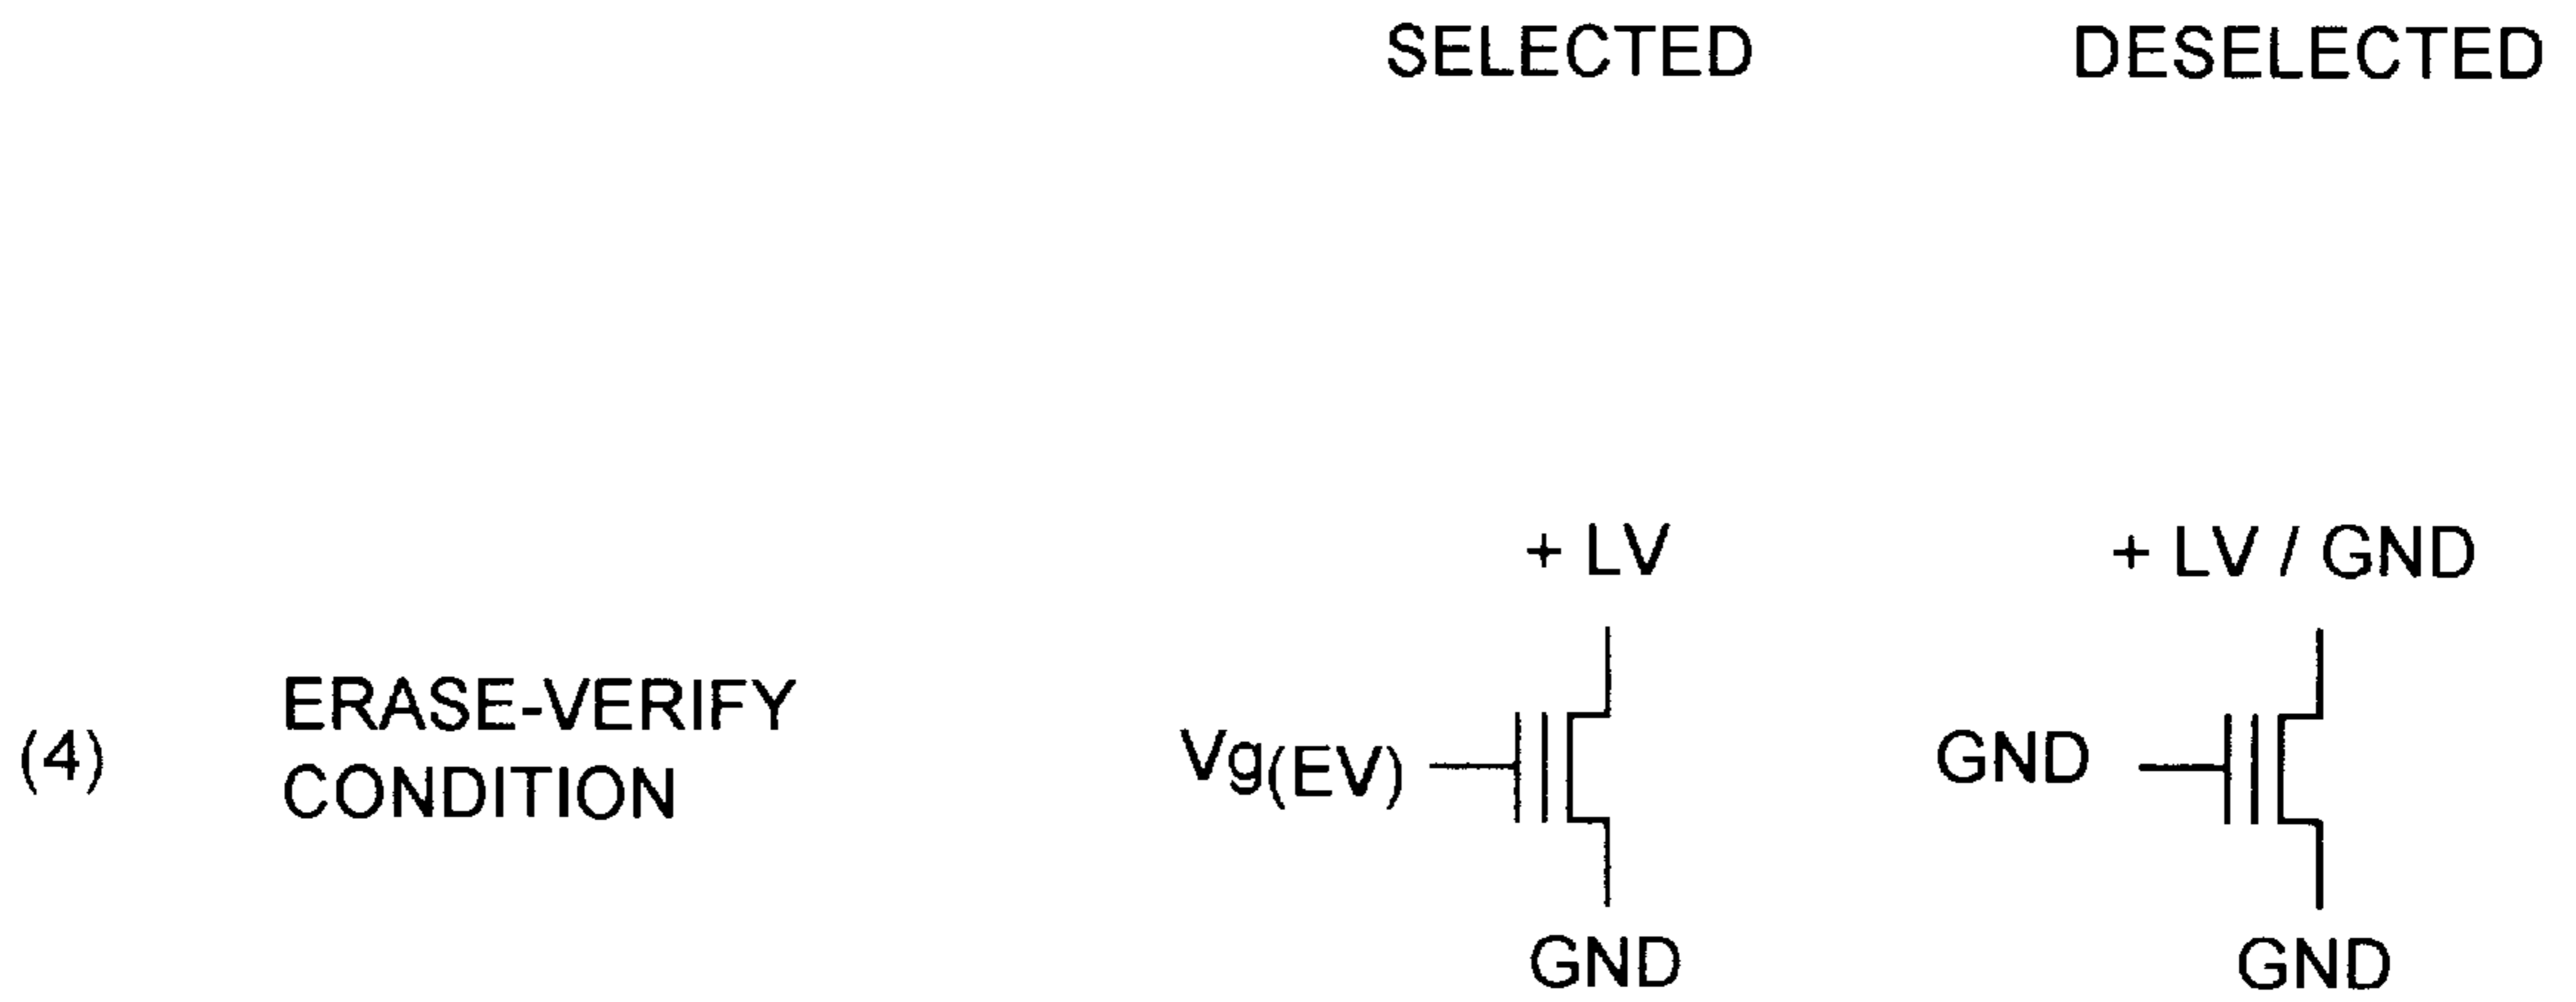 SELECTED DESELECTED
+ LV + LV / GND
(4) ERASE-VERIFY
CONDITION
Vg(EV) GND
GND GND